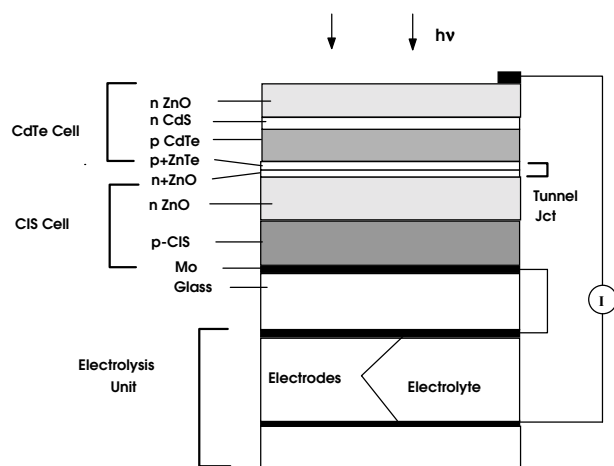 hν
n ZnO
n CdS
CdTe Cell
p CdTe
p+ZnTe
n+ZnO
Tunnel
Jct
n ZnO
CIS Cell
p-CIS
Mo
Glass
I
Electrolysis
Unit
Electrodes
Electrolyte